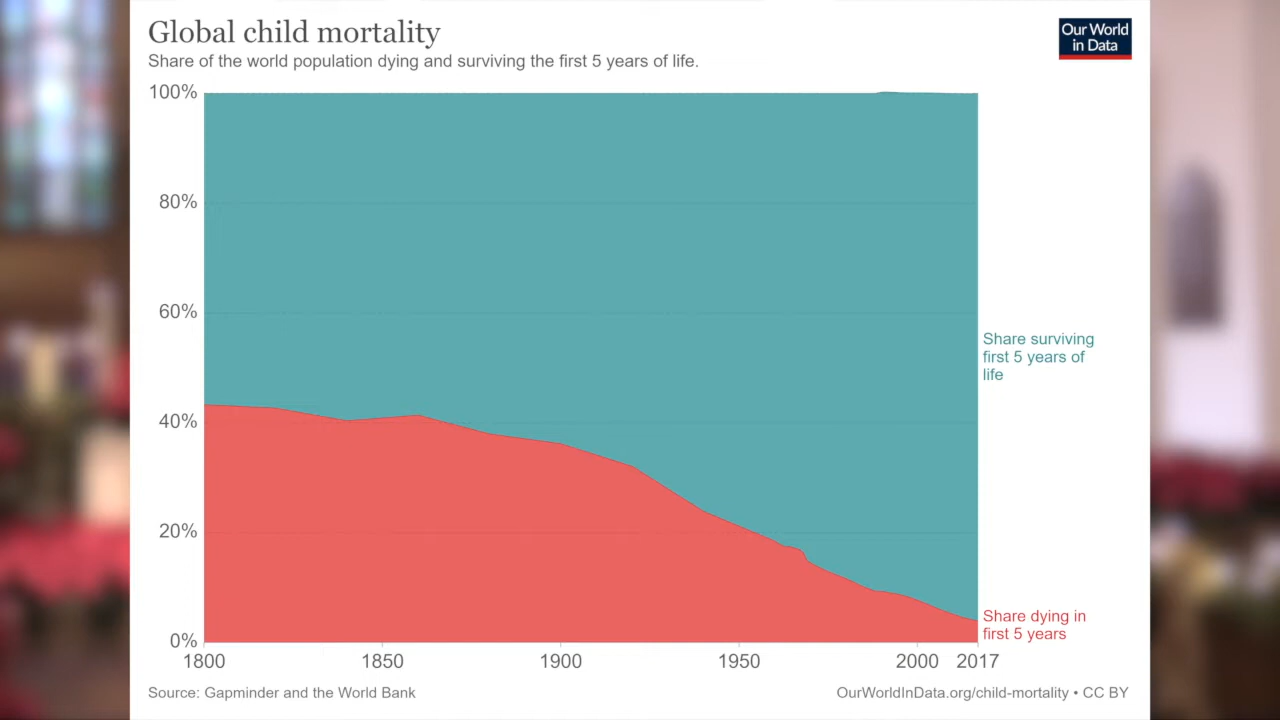 Global child mortality
Our World
in Data
Share of the world population dying and surviving the first 5 years of life.
100%
80%
60%
Share surviving
first 5 years of
life
40%
20%
Share dying in
first 5 years
0%
1800 1850 1900 1950 2000 2017
Source: Gapminder and the World Bank
OurWorldInData.org/child-mortality • CC BY